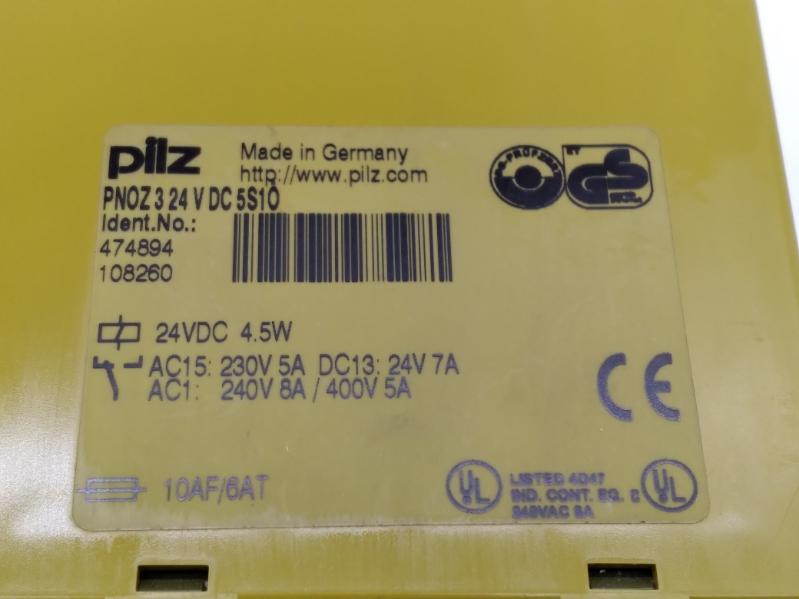 pilz
Made in Germany
http://www.pilz.com
PNOZ 3 24 V DC 5S1O
Ident.No.:
474894
108260
24VDC 4.5W
AC15: 230V 5A DC13: 24V 7A
AC1: 240V 8A / 400V 5A
CE
10AF/6AT
UL
LISTED 4D47
IND. CONT. EQ.
UL
GS